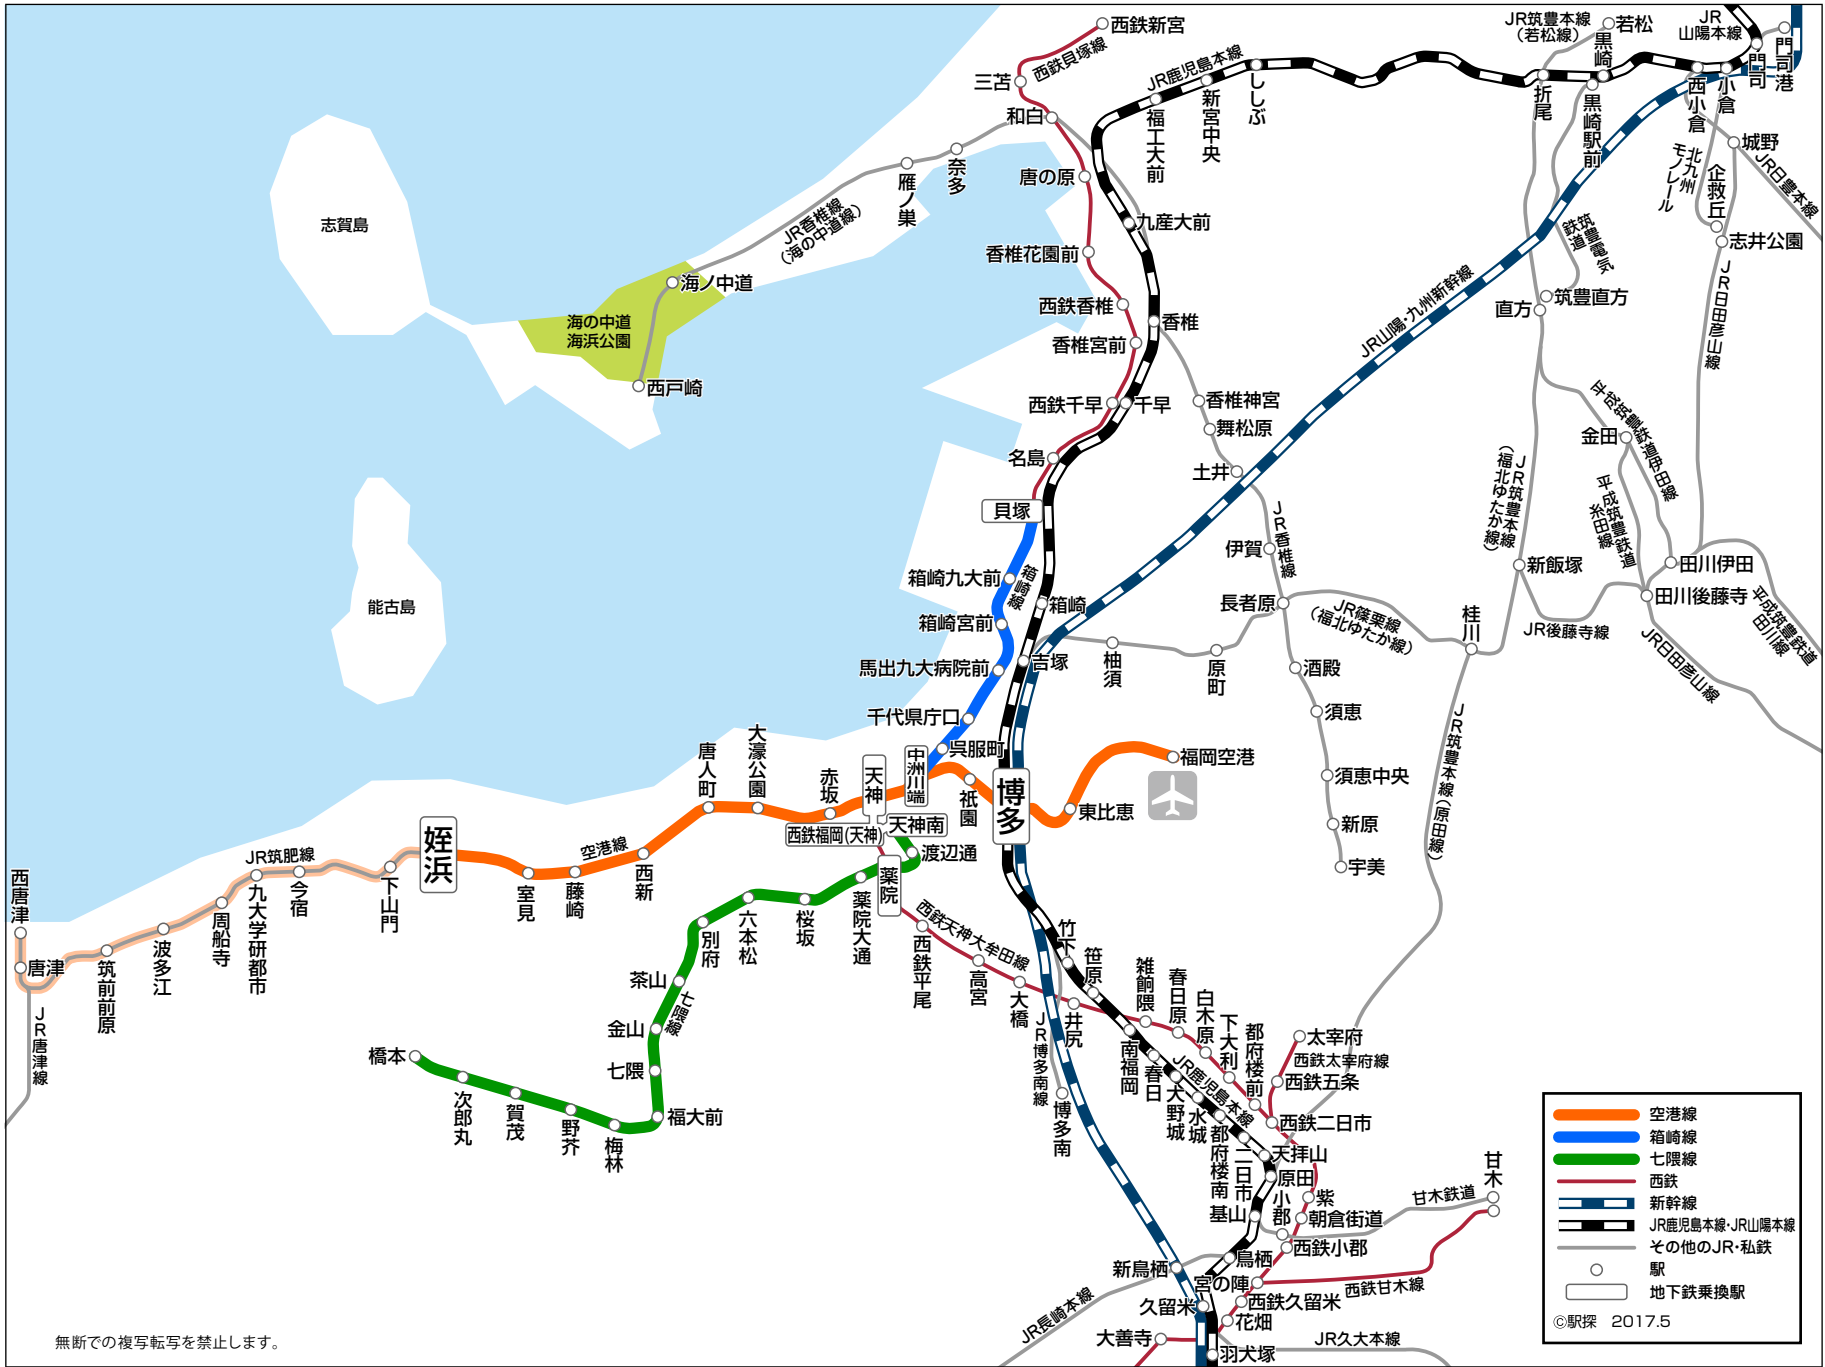 西鉄新宮
西鉄貝塚線
三苫
和白
唐の原
香椎花園前
西鉄香椎
香椎宮前
西鉄千早
名島
貝塚
JR鹿児島本線
福工大前
新宮中央
ししぶ
九産大前
香椎
千早
箱崎
吉塚
JR筑豊本線
(若松線)
若松
黒崎
折尾
黒崎駅前
JR
山陽本線
門司
門司港
小倉
西小倉
城野
JR日豊本線
北九州
モノレール
企救丘
志井公園
JR日田彦山線
筑豊電気
鉄道
筑豊直方
直方
JR山陽・九州新幹線
平成筑豊鉄道伊田線
金田
平成筑豊鉄道
糸田線
田川伊田
田川後藤寺
平成筑豊鉄道
田川線
JR日田彦山線
JR後藤寺線
新飯塚
JR筑豊本線
(福北ゆたか線)
桂川
JR筑豊本線(原田線)
JR篠栗線
(福北ゆたか線)
長者原
原町
柚須
香椎神宮
舞松原
土井
JR香椎線
伊賀
酒殿
須恵
須恵中央
新原
宇美
奈多
雁ノ巣
JR香椎線
(海の中道線)
海ノ中道
海の中道
海浜公園
西戸崎
志賀島
能古島
箱崎線
箱崎九大前
箱崎宮前
馬出九大病院前
千代県庁口
呉服町
中洲川端
福岡空港
東比恵
博多
祇園
天神
赤坂
大濠公園
唐人町
西新
空港線
藤崎
室見
姪浜
JR筑肥線
下山門
今宿
九大学研都市
周船寺
波多江
筑前前原
唐津
西唐津
JR唐津線
西鉄福岡(天神)
天神南
渡辺通
薬院
薬院大通
桜坂
六本松
別府
茶山
七隈線
金山
七隈
福大前
梅林
野芥
賀茂
次郎丸
橋本
西鉄天神大牟田線
西鉄平尾
高宮
大橋
井尻
雑餉隈
春日原
白木原
下大利
都府楼前
竹下
笹原
JR博多南線
博多南
南福岡
春日
大野城
水城
都府楼南
二日市
JR鹿児島本線
太宰府
西鉄太宰府線
西鉄五条
西鉄二日市
天拝山
原田
紫
朝倉街道
小郡
基山
西鉄小郡
甘木鉄道
甘木
西鉄甘木線
鳥栖
新鳥栖
宮の陣
久留米
西鉄久留米
花畑
大善寺
JR長崎本線
JR久大本線
羽犬塚
空港線
箱崎線
七隈線
西鉄
新幹線
JR鹿児島本線・JR山陽本線
その他のJR・私鉄
駅
地下鉄乗換駅
©駅探 2017.5
無断での複写転写を禁止します。